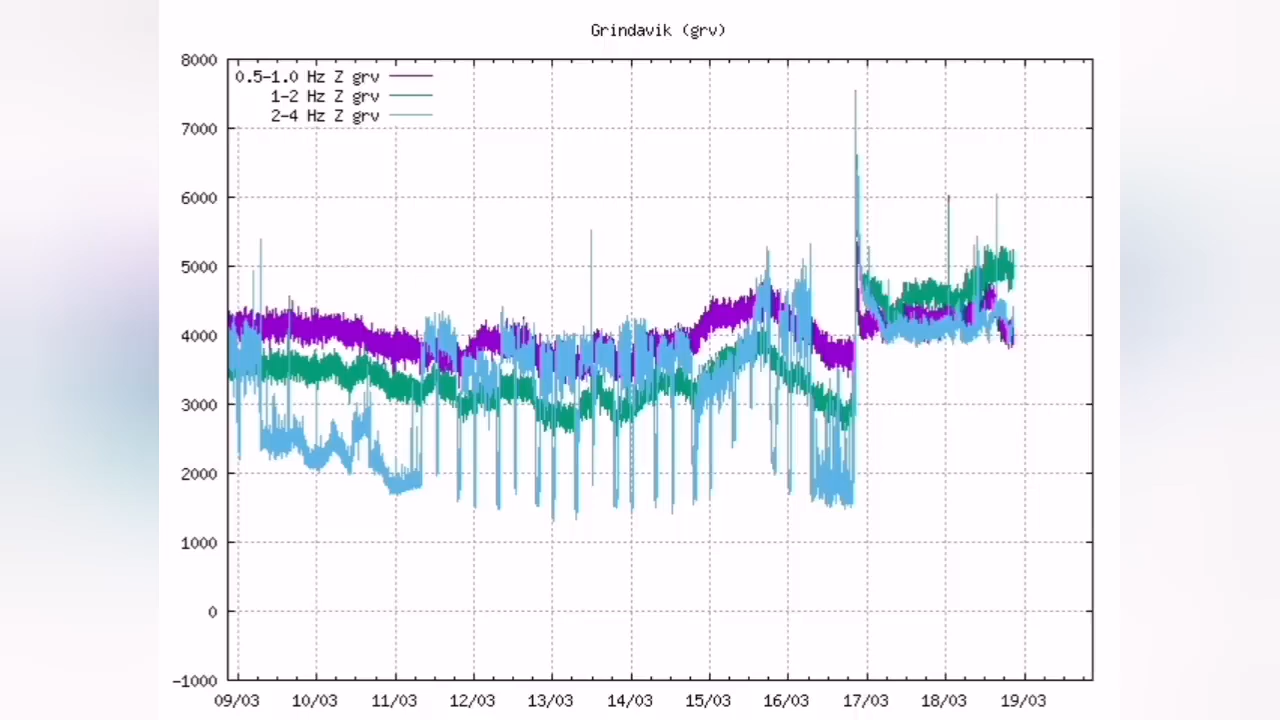 Grindavik (grv)
8000
0.5-1.0 Hz Z grv
1-2 Hz Z grv
2-4 Hz Z grv
7000
6000
5000
4000
3000
2000
1000
0
-1000
09/03 10/03 11/03 12/03 13/03 14/03 15/03 16/03 17/03 18/03 19/03